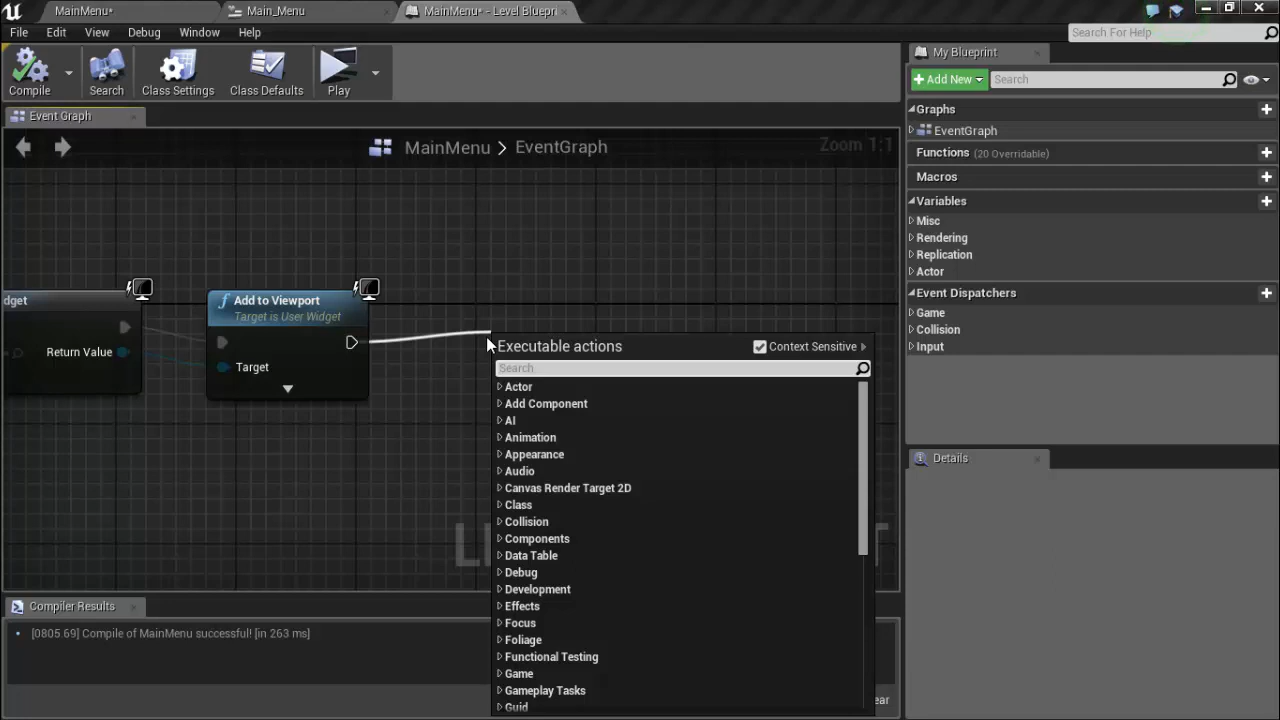 MainMenu*
Main_Menu
MainMenu* - Level Bluepri
File Edit View Debug Window Help
Search For Help
Compile
Search
Class Settings
Class Defaults
Play
My Blueprint
Add New
Search
Event Graph
Graphs
EventGraph
MainMenu > EventGraph
Zoom 1:1
Functions (20 Overridable)
Macros
Variables
Misc
Rendering
Replication
Actor
Event Dispatchers
Game
Collision
Input
Details
dget
Return Value
Add to Viewport
Target is User Widget
Target
Executable actions
Context Sensitive
Search
Actor
Add Component
AI
Animation
Appearance
Audio
Canvas Render Target 2D
Class
Collision
Components
Data Table
Debug
Development
Effects
Focus
Foliage
Functional Testing
Game
Gameplay Tasks
Guid
Compiler Results
[0805.69] Compile of MainMenu successful! [in 263 ms]
ear